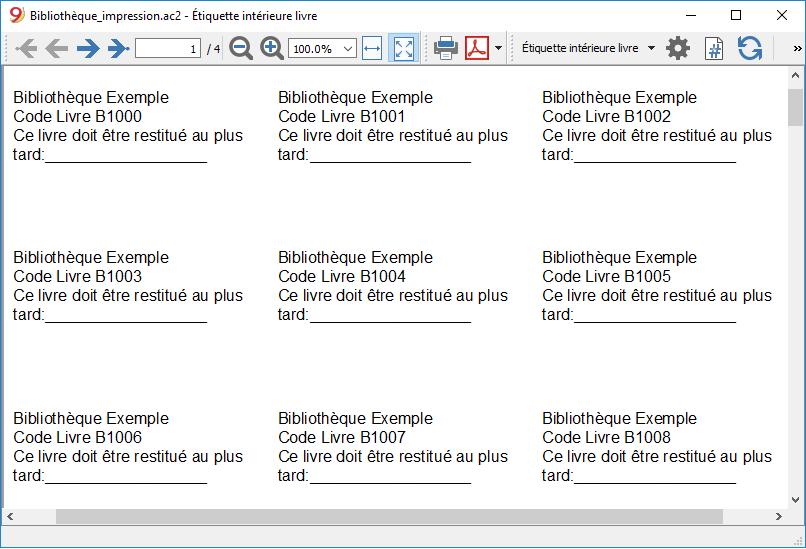 Bibliothèque_impression.ac2 - Étiquette intérieure livre
1 / 4 100.0% Étiquette intérieure livre »
Bibliothèque Exemple
Code Livre B1000
Ce livre doit être restitué au plus
tard:__________________
Bibliothèque Exemple
Code Livre B1001
Ce livre doit être restitué au plus
tard:__________________
Bibliothèque Exemple
Code Livre B1002
Ce livre doit être restitué au plus
tard:__________________
Bibliothèque Exemple
Code Livre B1003
Ce livre doit être restitué au plus
tard:__________________
Bibliothèque Exemple
Code Livre B1004
Ce livre doit être restitué au plus
tard:__________________
Bibliothèque Exemple
Code Livre B1005
Ce livre doit être restitué au plus
tard:__________________
Bibliothèque Exemple
Code Livre B1006
Ce livre doit être restitué au plus
tard:__________________
Bibliothèque Exemple
Code Livre B1007
Ce livre doit être restitué au plus
tard:__________________
Bibliothèque Exemple
Code Livre B1008
Ce livre doit être restitué au plus
tard:__________________